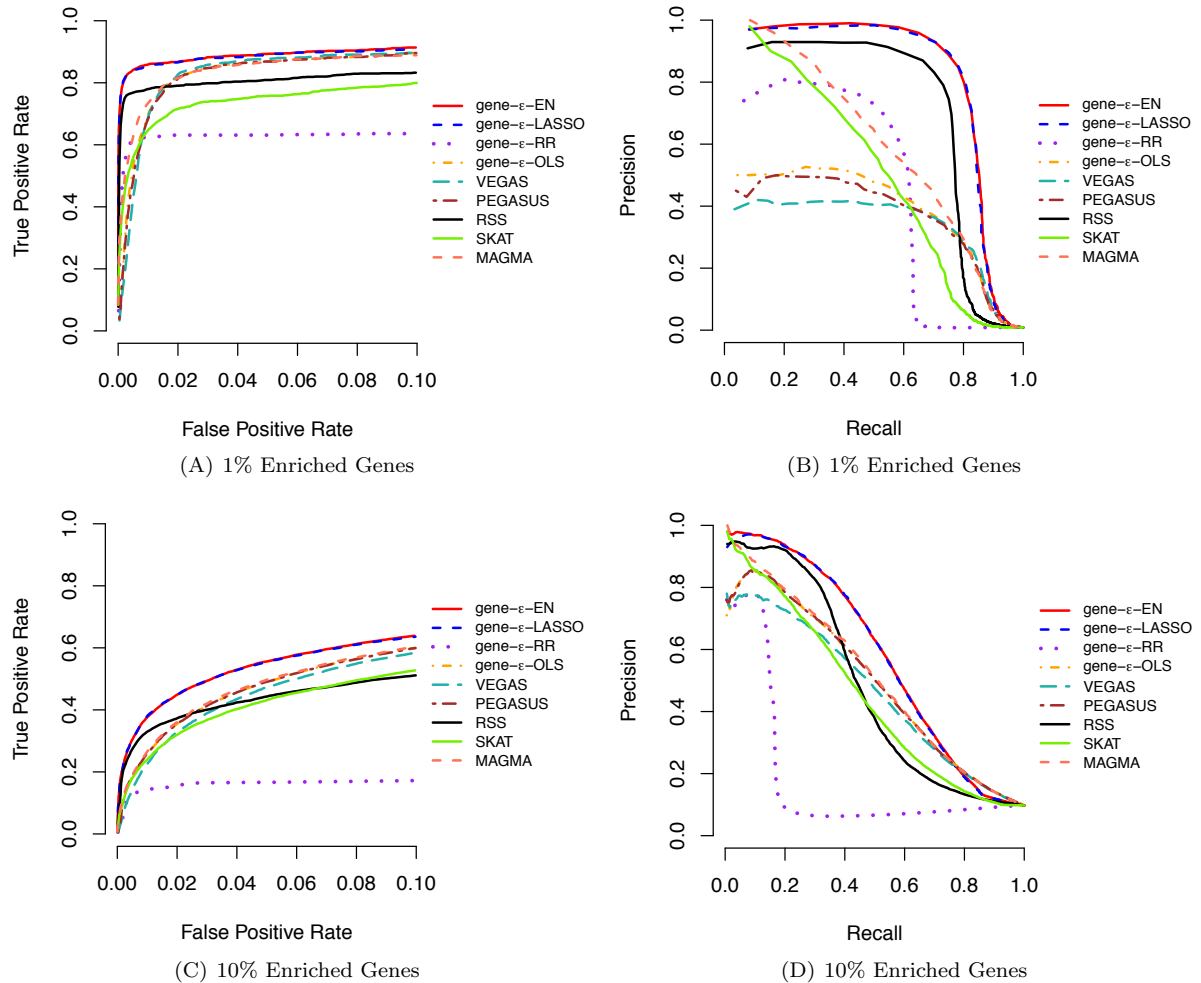 True Positive Rate
0.0 0.2 0.4 0.6 0.8 1.0
0.00 0.02 0.04 0.06 0.08 0.10
False Positive Rate
gene-ε-EN
gene-ε-LASSO
gene-ε-RR
gene-ε-OLS
VEGAS
PEGASUS
RSS
SKAT
MAGMA
(A) 1% Enriched Genes
Precision
0.0 0.2 0.4 0.6 0.8 1.0
0.0 0.2 0.4 0.6 0.8 1.0
Recall
gene-ε-EN
gene-ε-LASSO
gene-ε-RR
gene-ε-OLS
VEGAS
PEGASUS
RSS
SKAT
MAGMA
(B) 1% Enriched Genes
True Positive Rate
0.0 0.2 0.4 0.6 0.8 1.0
0.00 0.02 0.04 0.06 0.08 0.10
False Positive Rate
gene-ε-EN
gene-ε-LASSO
gene-ε-RR
gene-ε-OLS
VEGAS
PEGASUS
RSS
SKAT
MAGMA
(C) 10% Enriched Genes
Precision
0.0 0.2 0.4 0.6 0.8 1.0
0.0 0.2 0.4 0.6 0.8 1.0
Recall
gene-ε-EN
gene-ε-LASSO
gene-ε-RR
gene-ε-OLS
VEGAS
PEGASUS
RSS
SKAT
MAGMA
(D) 10% Enriched Genes